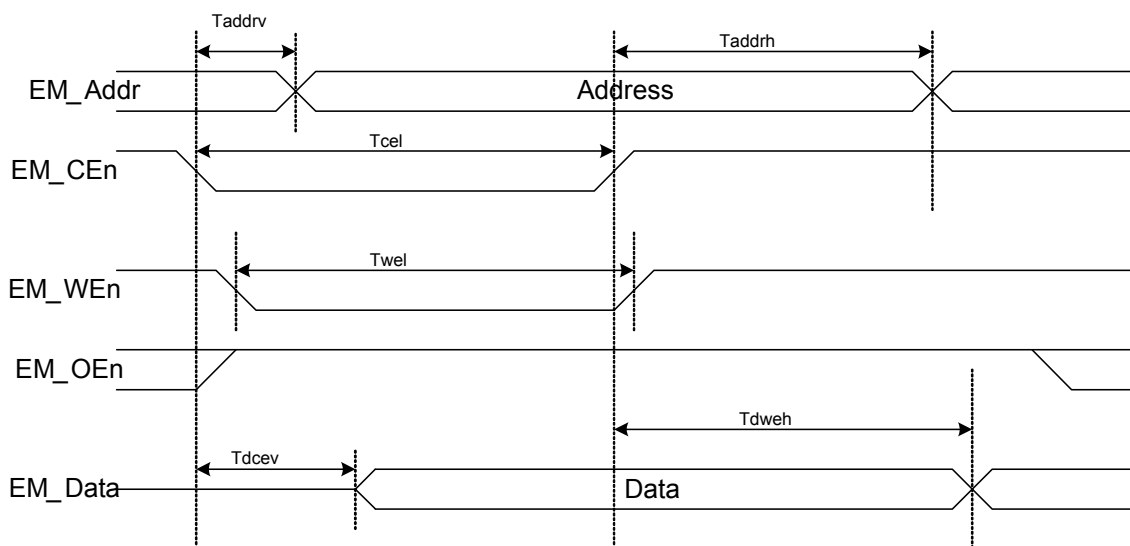 Taddrv
Taddrh
EM_Addr
Address
Tcel
EM_CEn
Twel
EM_WEn
EM_OEn
Tdweh
Tdcev
EM_Data
Data